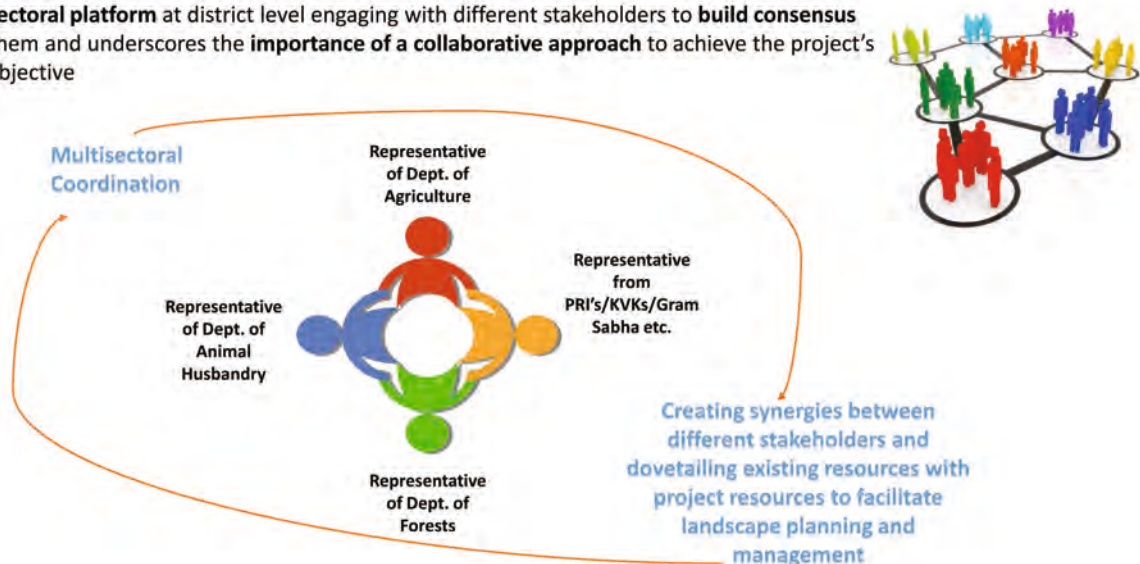 ectoral platform at district level engaging with different stakeholders to build consensus
hem and underscores the importance of a collaborative approach to achieve the project's
bjective
Multisectoral
Coordination
Representative
of Dept. of
Agriculture
Representative
from
PRI's/KVKs/Gram
Sabha etc.
Representative
of Dept. of
Animal
Husbandry
Representative
of Dept. of
Forests
Creating synergies between
different stakeholders and
dovetailing existing resources with
project resources to facilitate
landscape planning and
management